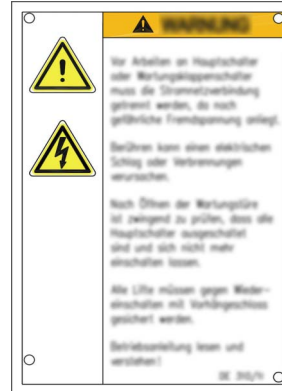 WARNUNG
Vor Arbeiten an Hauptschalter
oder Wartungsklappenschalter
muss die Stromnetzverbindung
getrennt werden, da noch
gefährliche Fremdspannung anliegt.
Berühren kann einen elektrischen
Schlag oder Verbrennungen
verursachen.
Nach Öffnen der Wartungstüre
ist zwingend zu prüfen, dass alle
Hauptschalter ausgeschaltet
sind und sich nicht mehr
einschalten lassen.
Alle Lifte müssen gegen Wieder-
einschalten mit Vorhängeschloss
gesichert werden.
Betriebsanleitung lesen und
verstehen!